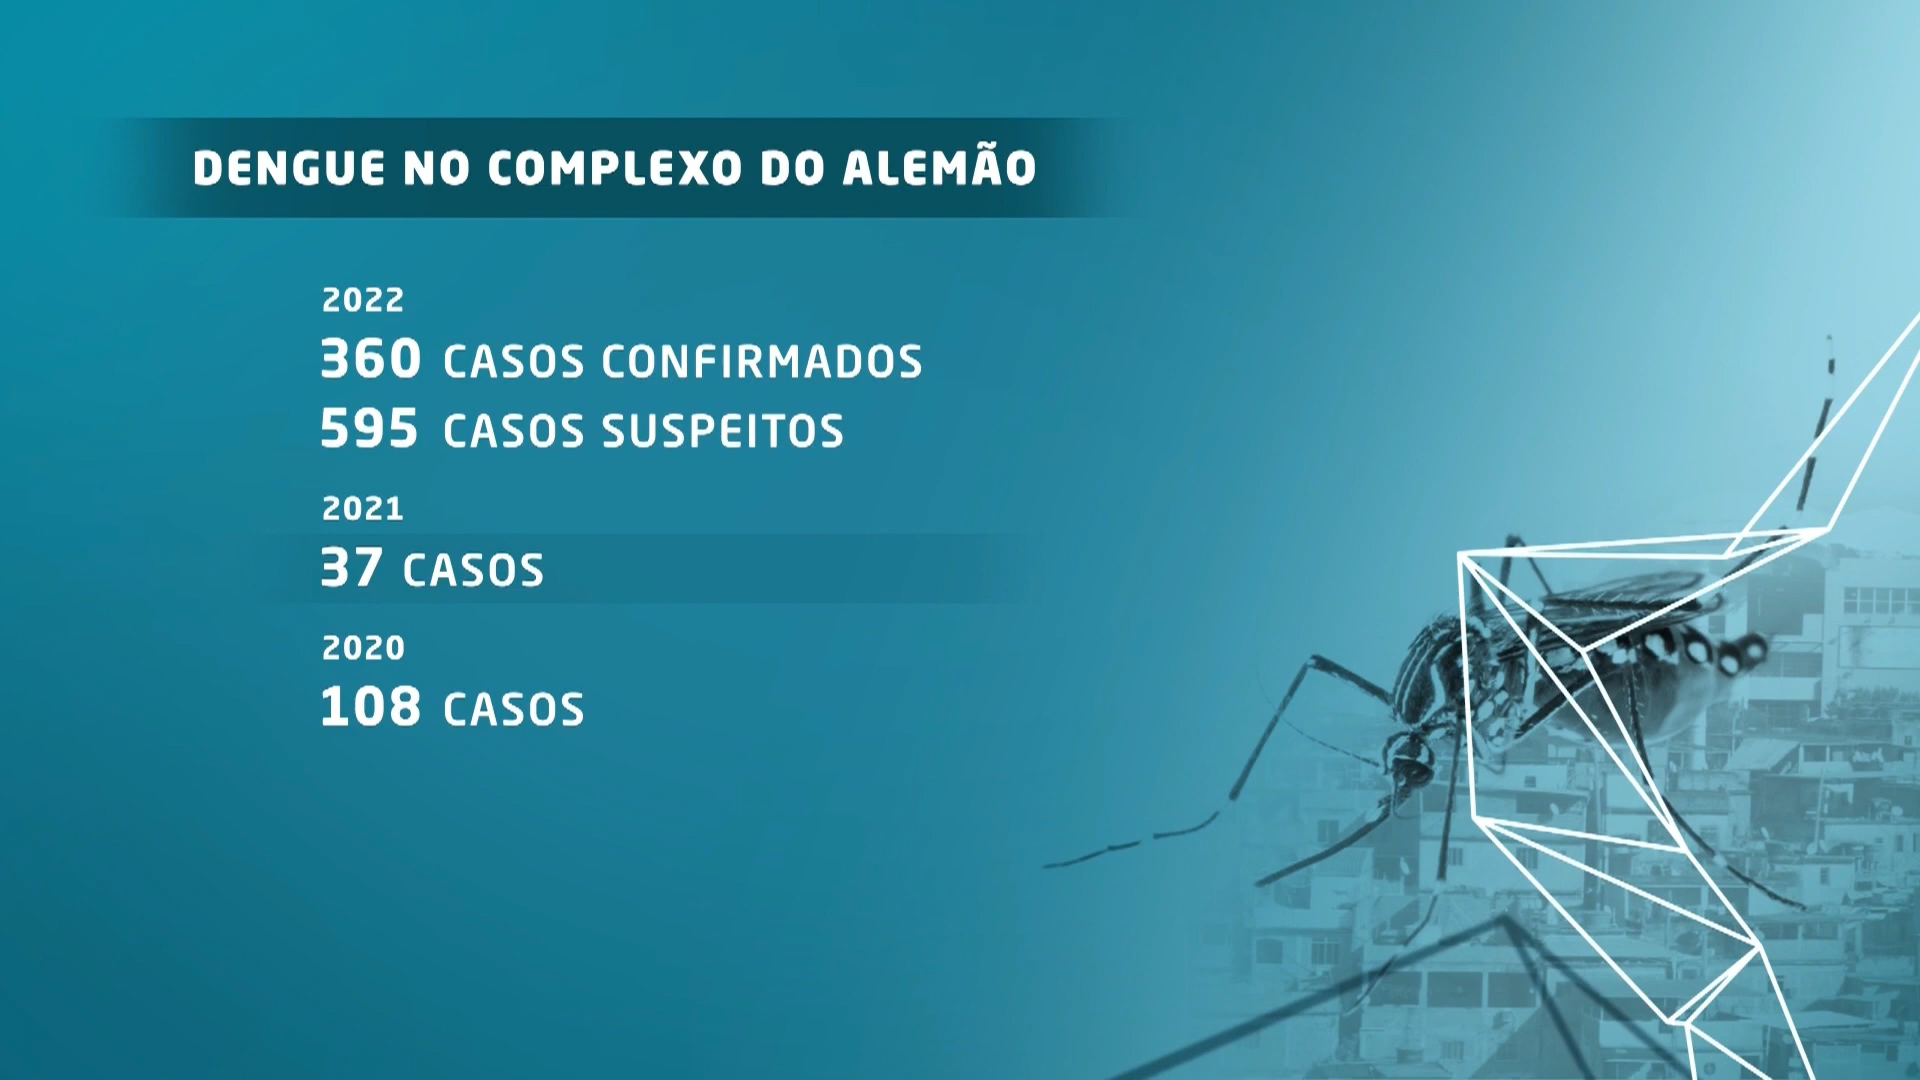 DENGUE NO COMPLEXO DO ALEMÃO
2022
360 CASOS CONFIRMADOS
595 CASOS SUSPEITOS
2021
37 CASOS
2020
108 CASOS